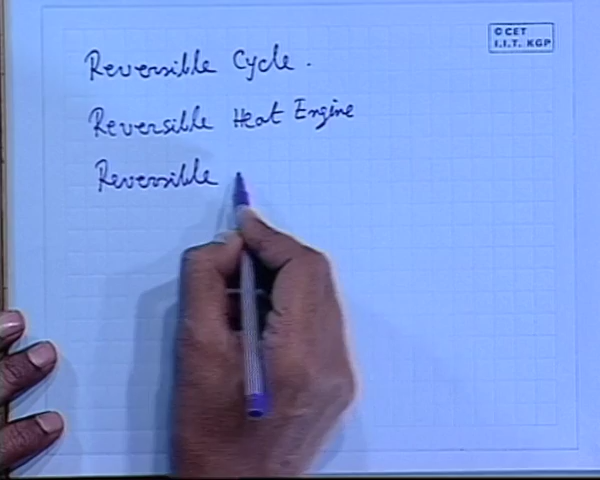 © CET
I.I.T. KGP
Reversible Cycle.
Reversible Heat Engine
Reversible